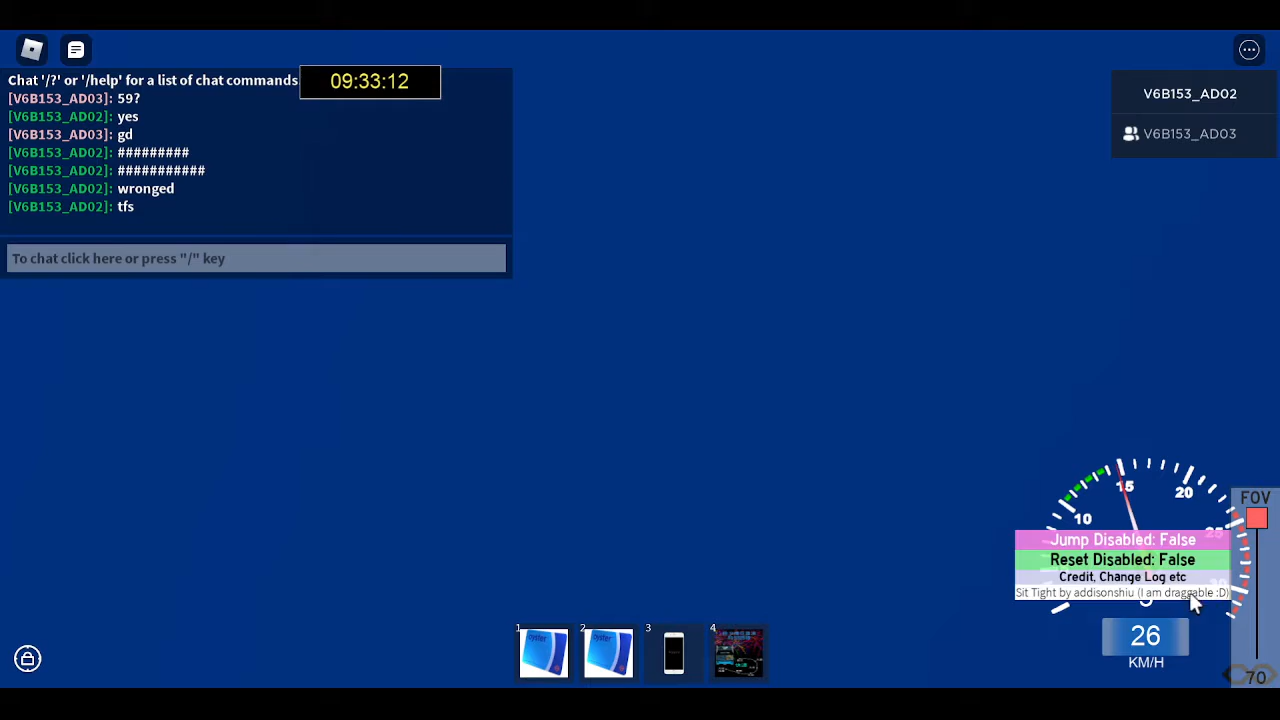 Chat '/?' or '/help' for a list of chat commands
09:33:12
[V6B153_AD03]: 59?
[V6B153_AD02]: yes
[V6B153_AD03]: gd
[V6B153_AD02]: #########
[V6B153_AD02]: ###########
[V6B153_AD02]: wronged
[V6B153_AD02]: tfs
To chat click here or press "/" key
V6B153_AD02
V6B153_AD03
10
15
20
25
FOV
Jump Disabled: False
Reset Disabled: False
Credit, Change Log etc
Sit Tight by addisonshiu (I am draggable :D)
26
KM/H
70
1
2
3
4
oyster
oyster